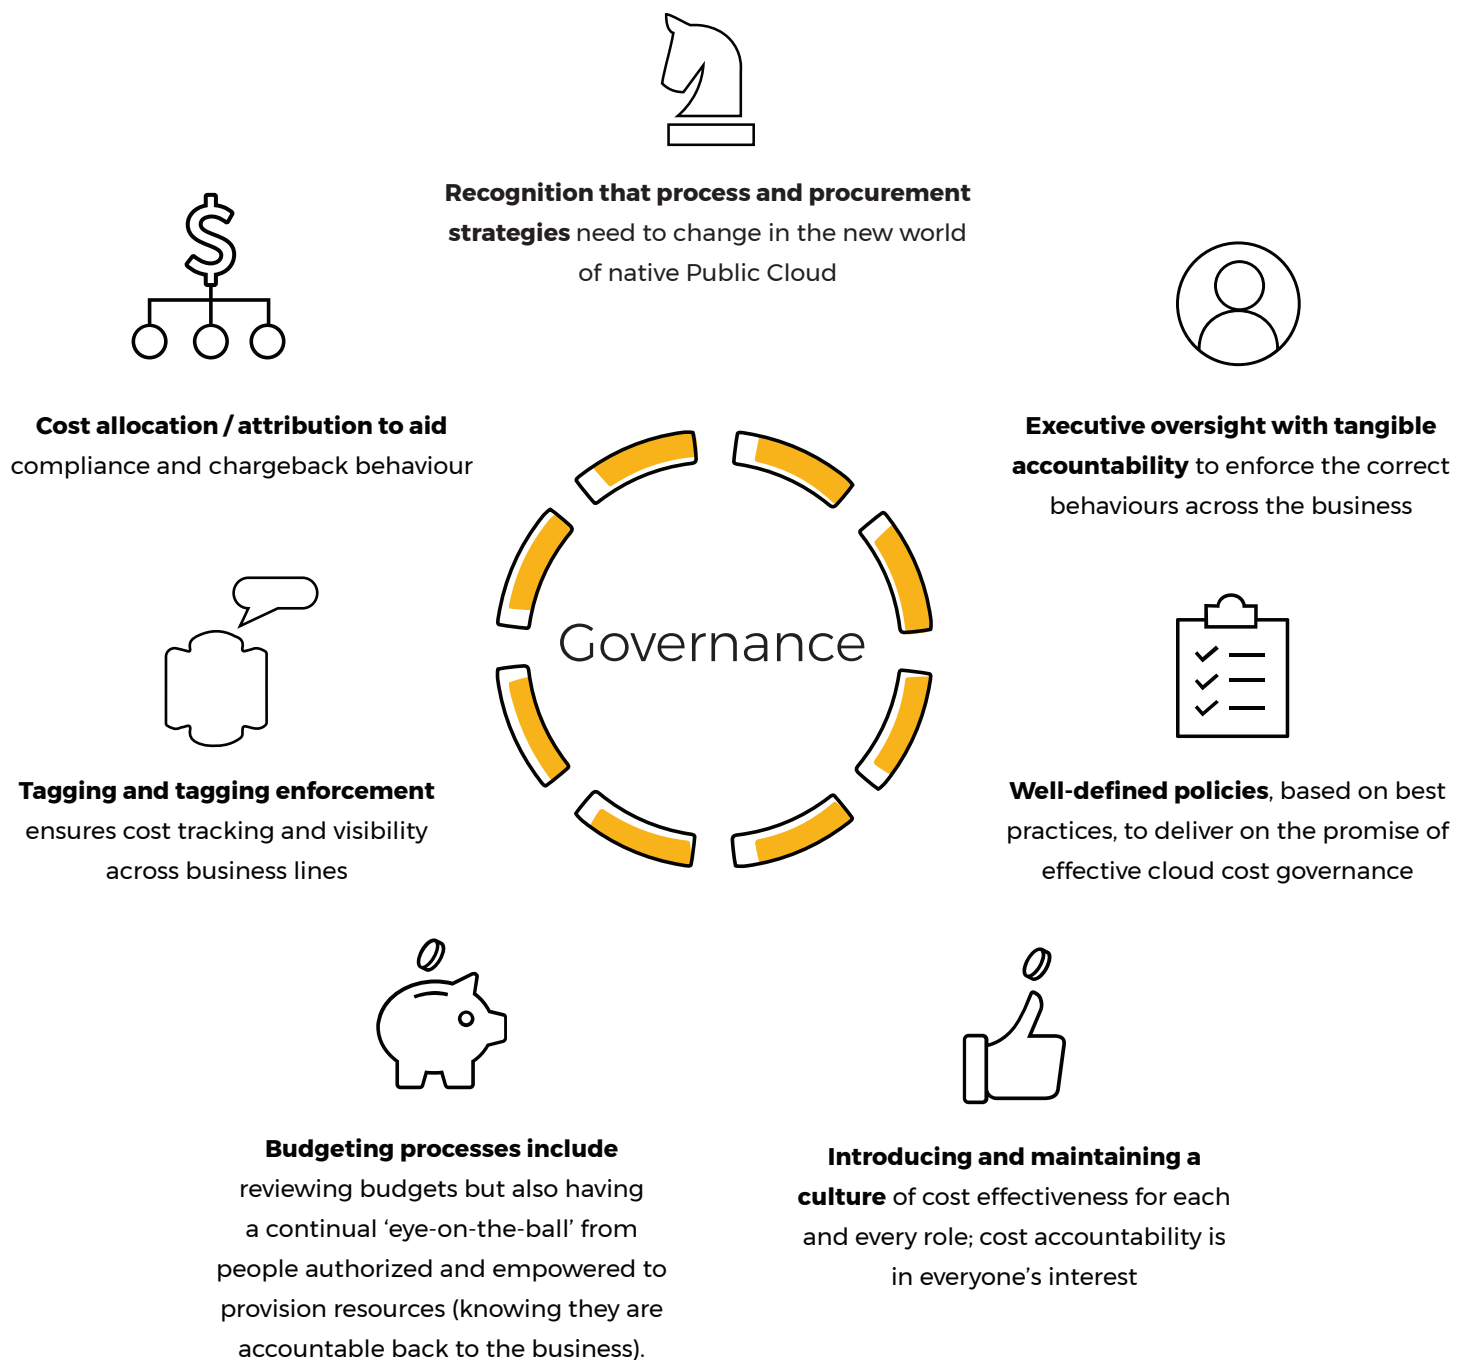 Recognition that process and procurement
strategies need to change in the new world
of native Public Cloud
Executive oversight with tangible
accountability to enforce the correct
behaviours across the business
Well-defined policies, based on best
practices, to deliver on the promise of
effective cloud cost governance
Introducing and maintaining a
culture of cost effectiveness for each
and every role; cost accountability is
in everyone’s interest
Budgeting processes include
reviewing budgets but also having
a continual ‘eye-on-the-ball’ from
people authorized and empowered to
provision resources (knowing they are
accountable back to the business).
Tagging and tagging enforcement
ensures cost tracking and visibility
across business lines
Cost allocation / attribution to aid
compliance and chargeback behaviour
Governance